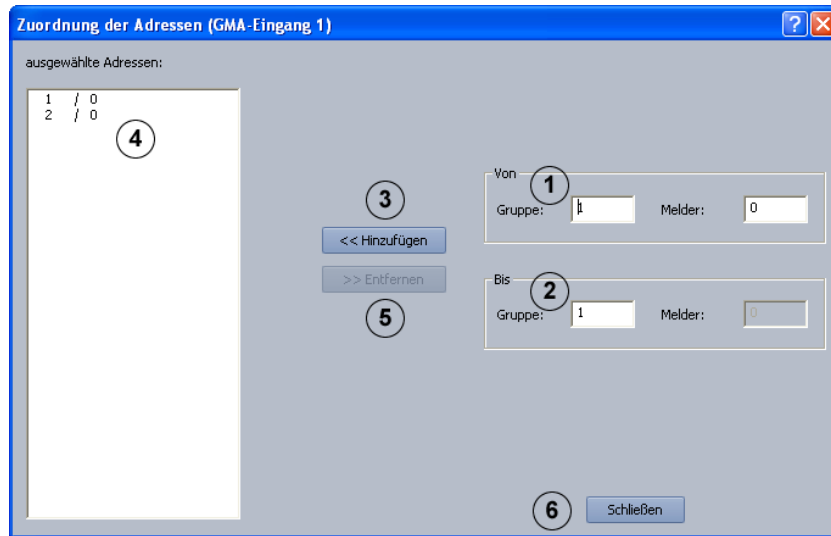 Zuordnung der Adressen (GMA-Eingang 1)
ausgewählte Adressen:
1 / 0
2 / 0
4
3
<< Hinzufügen
>> Entfernen
5
Von
1
Gruppe: 1 Melder: 0
Bis
2
Gruppe: 1 Melder: 0
6
Schließen